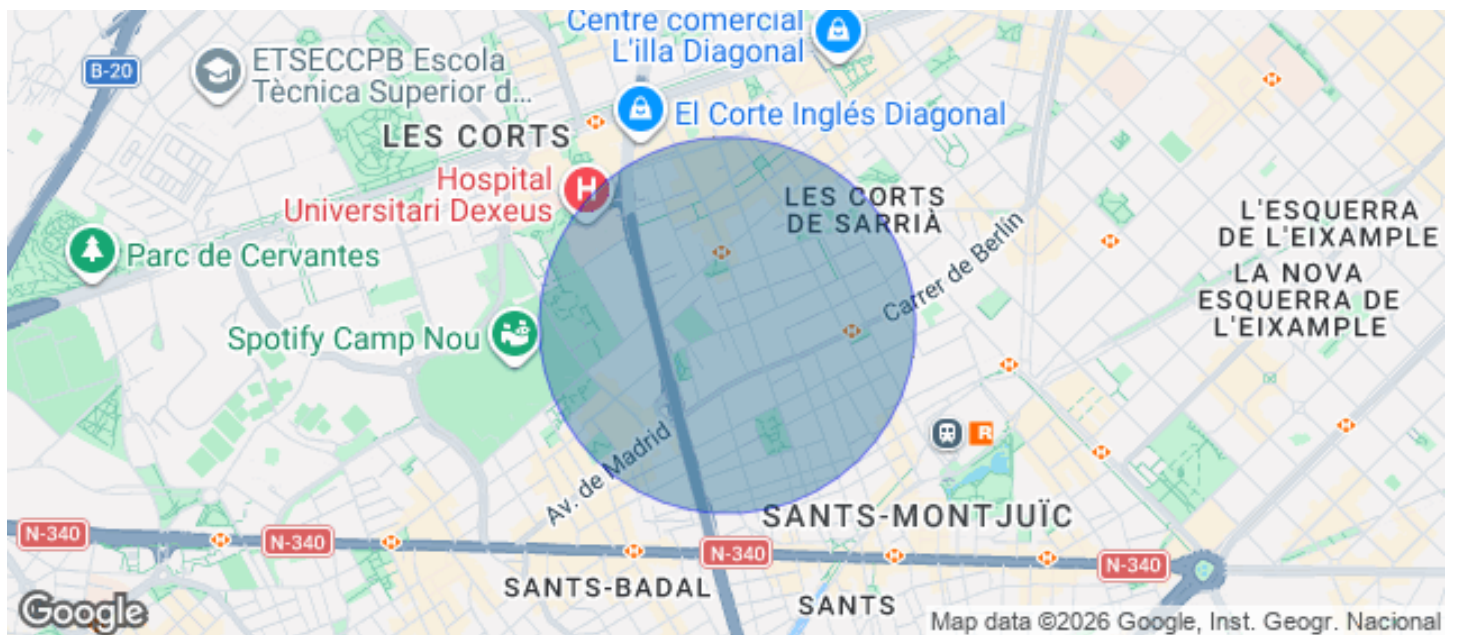 Centre comercial
L'illa Diagonal
B-20
ETSECCPB Escola
Tècnica Superior d...
El Corte Inglés Diagonal
LES CORTS
Hospital
Universitari Dexeus
H
LES CORTS
DE SARRIÀ
L'ESQUERRA
DE L'EIXAMPLE
Parc de Cervantes
LA NOVA
ESQUERRA DE
L'EIXAMPLE
Carrer de Berlín
Spotify Camp Nou
R
Av. de Madrid
SANTS-MONTJUÏC
N-340
N-340
N-340
N-340
SANTS-BADAL
SANTS
Google
Map data ©2026 Google, Inst. Geogr. Nacional